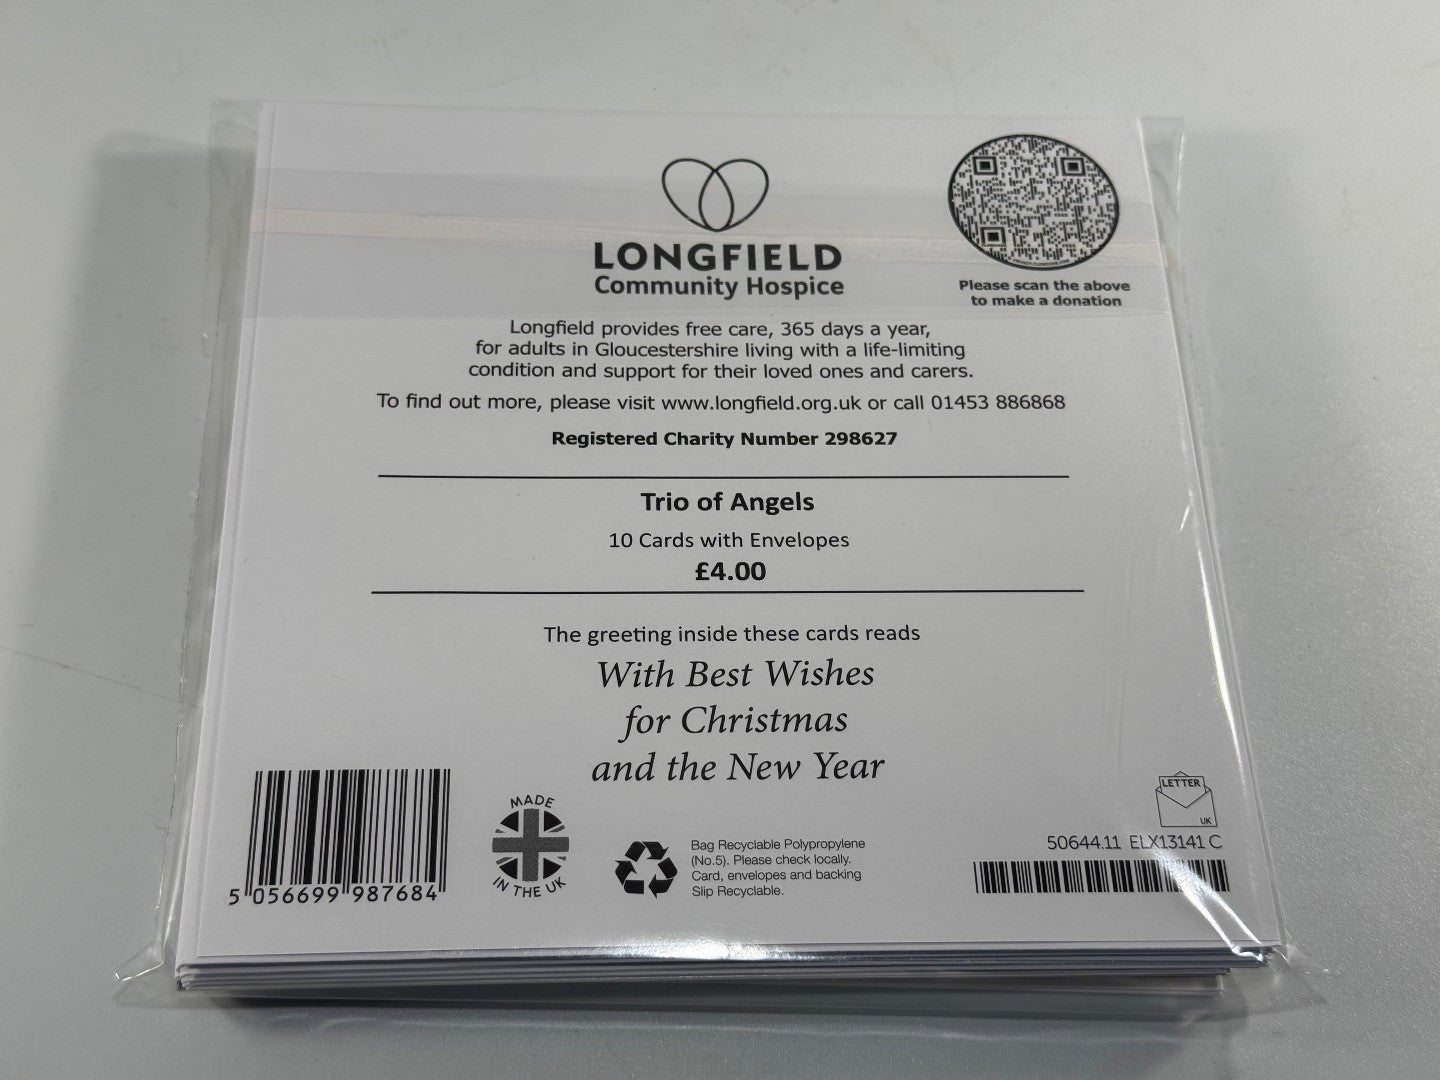 LONGFIELD
Community Hospice
Please scan the above
to make a donation
Longfield provides free care, 365 days a year,
for adults in Gloucestershire living with a life-limiting
condition and support for their loved ones and carers.
To find out more, please visit www.longfield.org.uk or call 01453 886868
Registered Charity Number 298627
Trio of Angels
10 Cards with Envelopes
£4.00
The greeting inside these cards reads
With Best Wishes
for Christmas
and the New Year
5 056699 987684
MADE
IN THE UK
Bag Recyclable Polypropylene
(No.5). Please check locally.
Card, envelopes and backing
Slip Recyclable.
LETTER
UK
50644.11 ELX13141 C